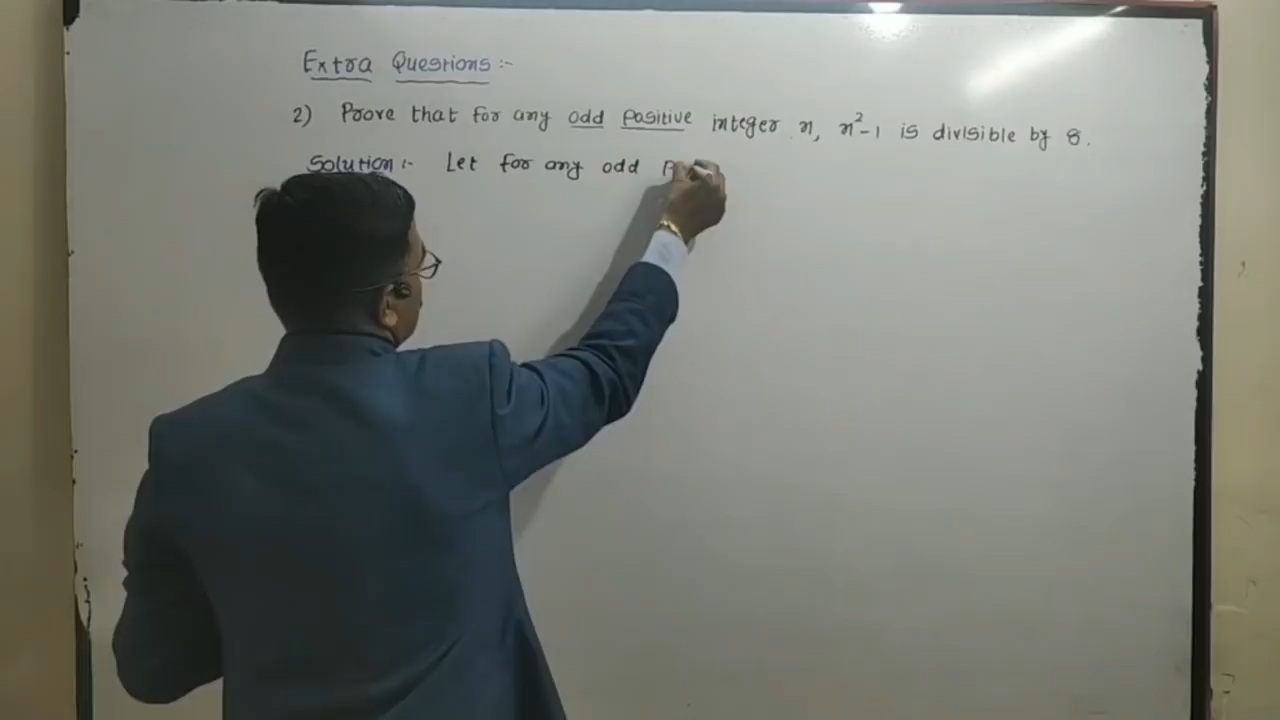 Extra Questions :-
2) Prove that for any odd positive integer n, n²-1 is divisible by 8.
Solution :- Let for any odd